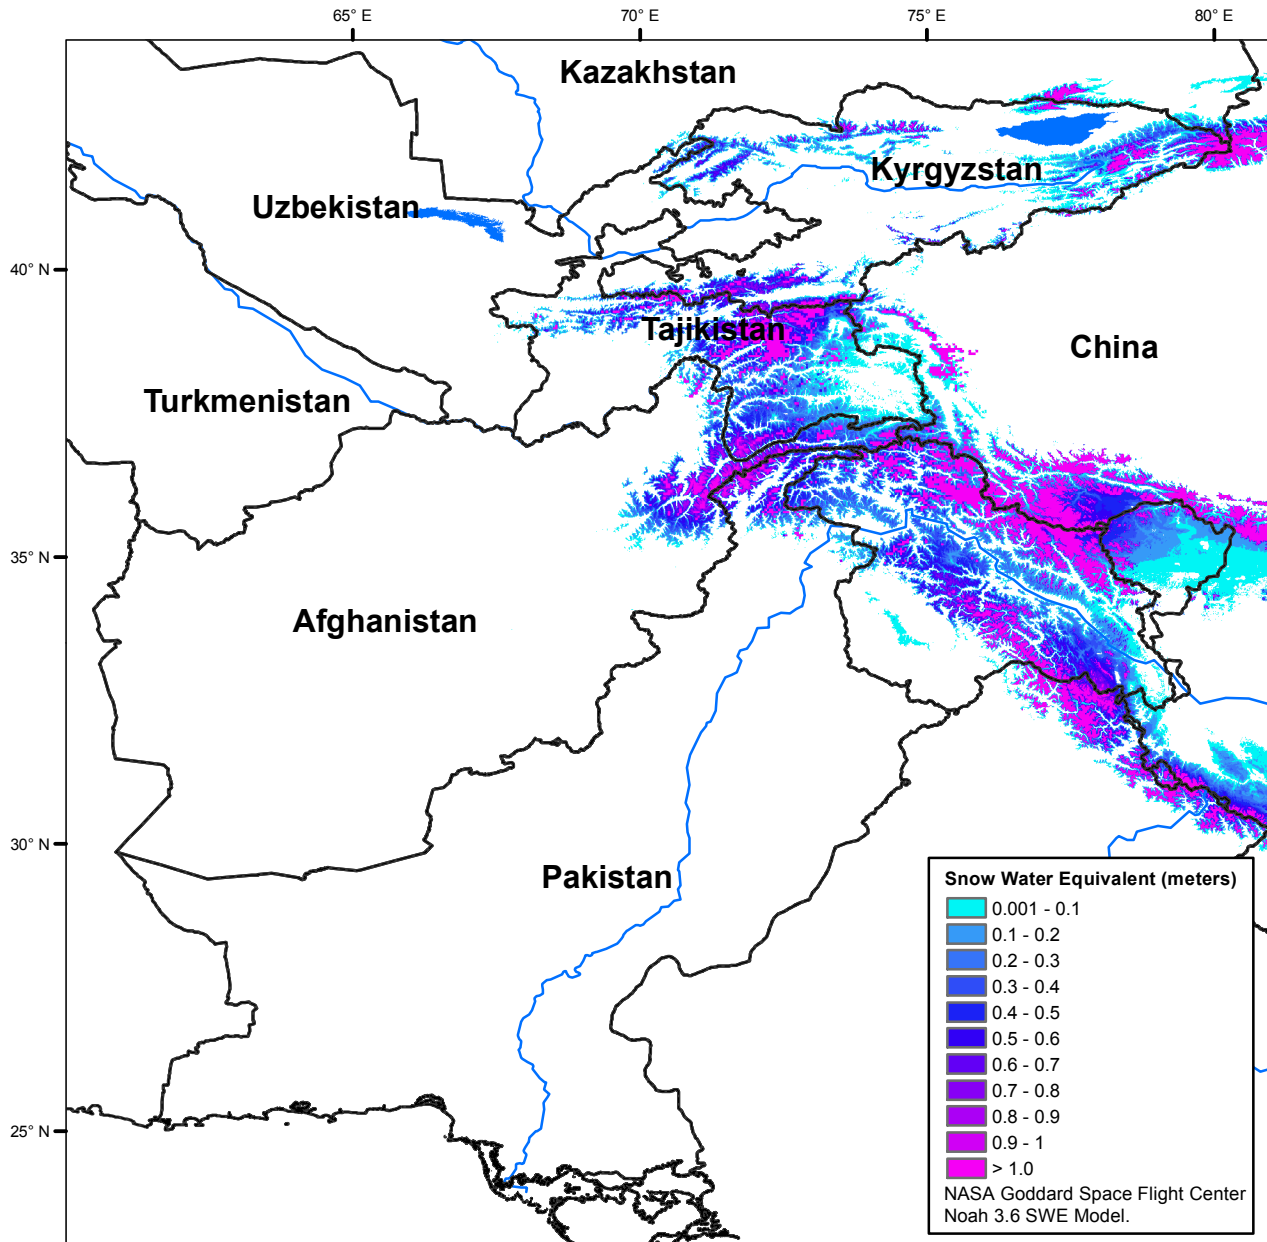 65° E
70° E
75° E
80° E
Kazakhstan
Kyrgyzstan
Uzbekistan
40° N
Tajikistan
China
Turkmenistan
35° N
Afghanistan
30° N
Pakistan
25° N
Snow Water Equivalent (meters)
0.001 - 0.1
0.1 - 0.2
0.2 - 0.3
0.3 - 0.4
0.4 - 0.5
0.5 - 0.6
0.6 - 0.7
0.7 - 0.8
0.8 - 0.9
0.9 - 1
> 1.0
NASA Goddard Space Flight Center
Noah 3.6 SWE Model.